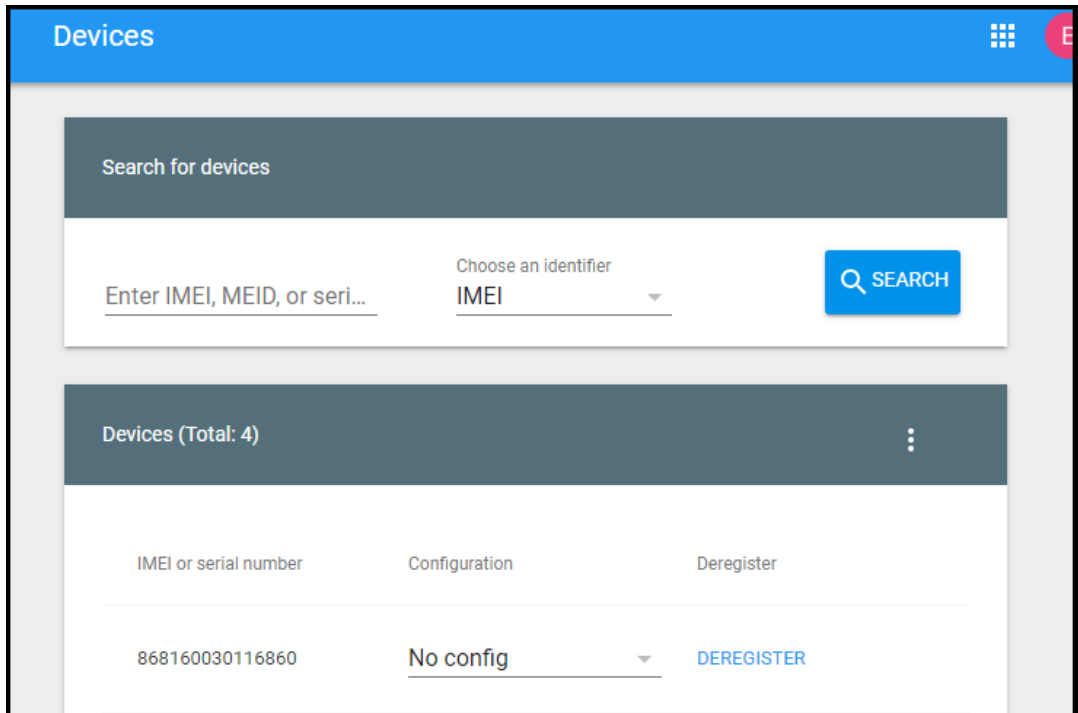 Devices
E
Search for devices
Choose an identifier
Enter IMEI, MEID, or seri... IMEI SEARCH
Devices (Total: 4)
IMEI or serial number Configuration Deregister
868160030116860 No config DEREGISTER